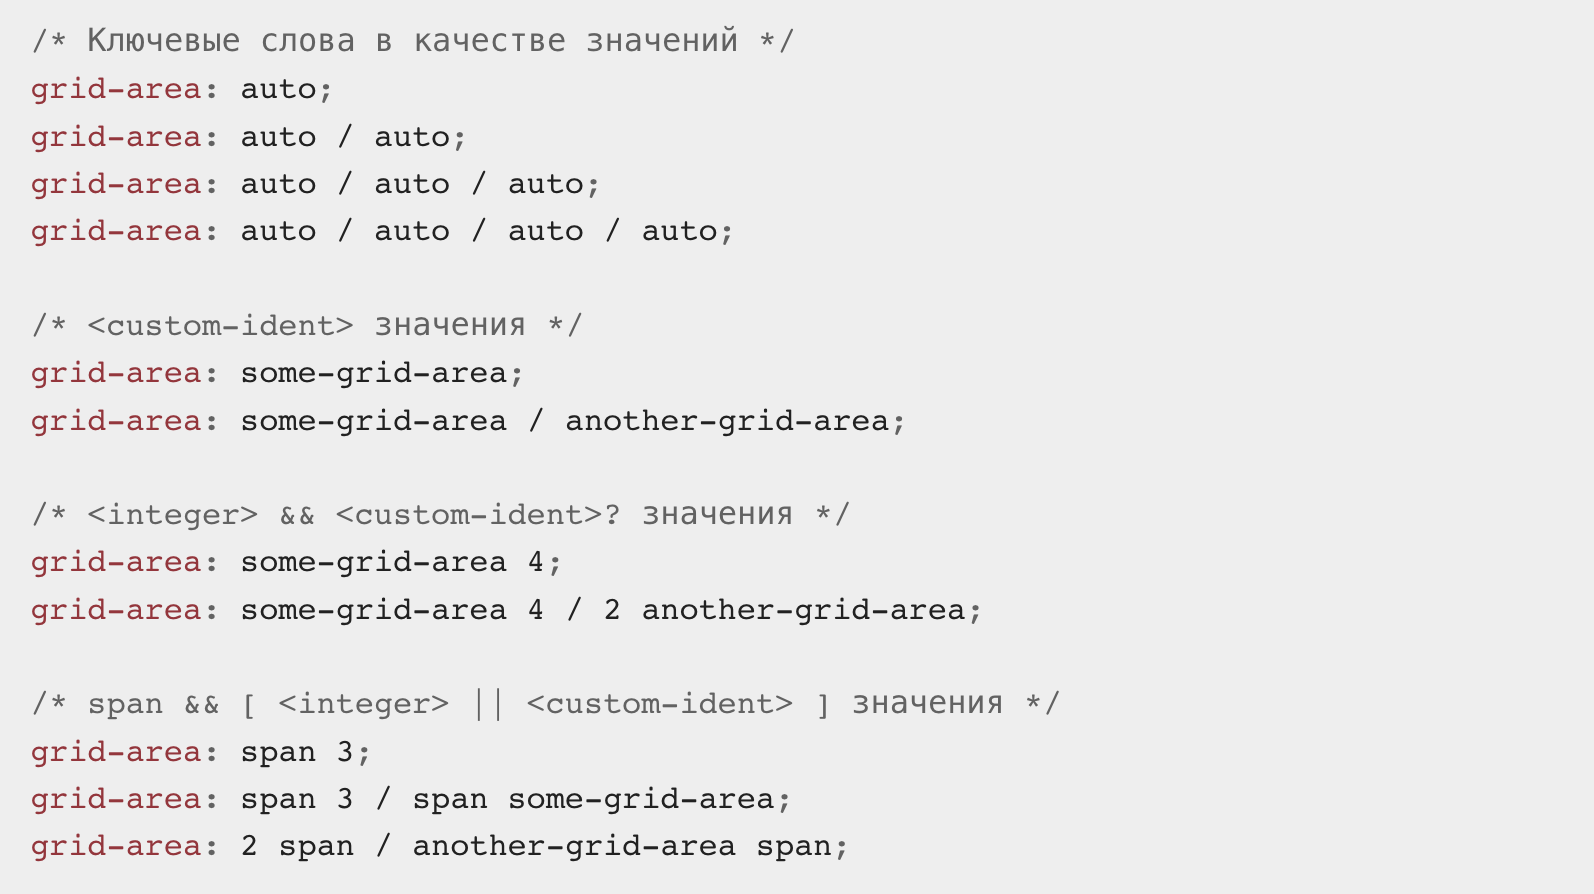 /* Ключевые слова в качестве значений */
grid-area: auto;
grid-area: auto / auto;
grid-area: auto / auto / auto;
grid-area: auto / auto / auto / auto;
/* <custom-ident> значения */
grid-area: some-grid-area;
grid-area: some-grid-area / another-grid-area;
/* <integer> && <custom-ident>? значения */
grid-area: some-grid-area 4;
grid-area: some-grid-area 4 / 2 another-grid-area;
/* span && [ <integer> || <custom-ident> ] значения */
grid-area: span 3;
grid-area: span 3 / span some-grid-area;
grid-area: 2 span / another-grid-area span;